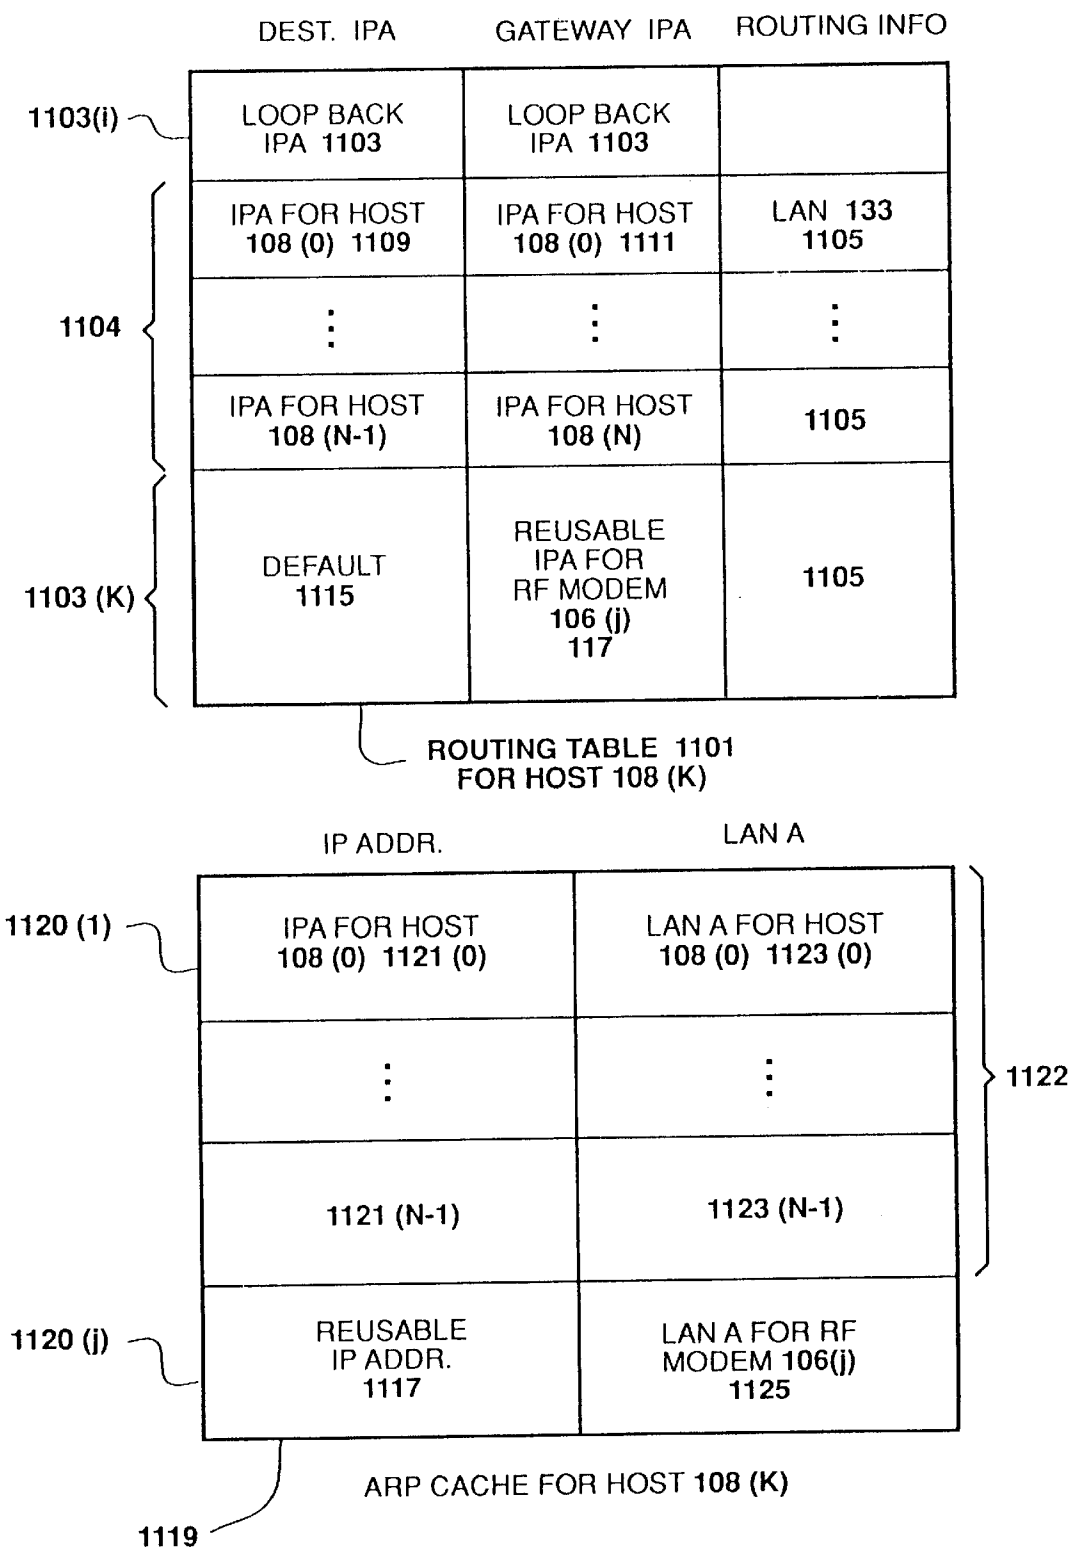 DEST. IPA GATEWAY IPA ROUTING INFO
1103(i)
LOOP BACK
IPA 1103
LOOP BACK
IPA 1103
1104
IPA FOR HOST
108 (0) 1109
IPA FOR HOST
108 (0) 1111
LAN 133
1105
IPA FOR HOST
108 (N-1)
IPA FOR HOST
108 (N)
1105
1103 (K)
DEFAULT
1115
REUSABLE
IPA FOR
RF MODEM
106 (j)
117
1105
ROUTING TABLE 1101
FOR HOST 108 (K)
IP ADDR. LAN A
1120 (1)
IPA FOR HOST
108 (0) 1121 (0)
LAN A FOR HOST
108 (0) 1123 (0)
1122
1121 (N-1)
1123 (N-1)
1120 (j)
REUSABLE
IP ADDR.
1117
LAN A FOR RF
MODEM 106(j)
1125
ARP CACHE FOR HOST 108 (K)
1119